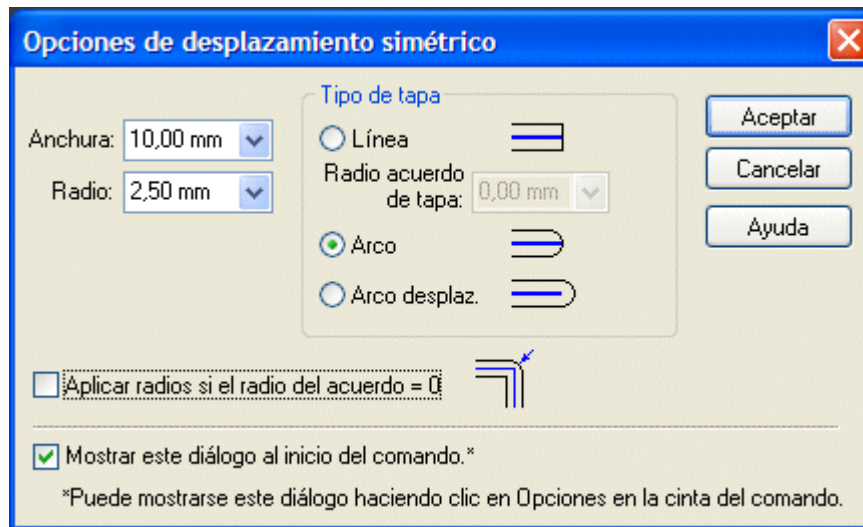 Opciones de desplazamiento simétrico
Anchura: 10,00 mm
Radio: 2,50 mm
Tipo de tapa
Línea
Radio acuerdo
de tapa: 0,00 mm
Arco
Arco desplaz.
Aceptar
Cancelar
Ayuda
Aplicar radios si el radio del acuerdo = 0
Mostrar este diálogo al inicio del comando.*
*Puede mostrarse este diálogo haciendo clic en Opciones en la cinta del comando.